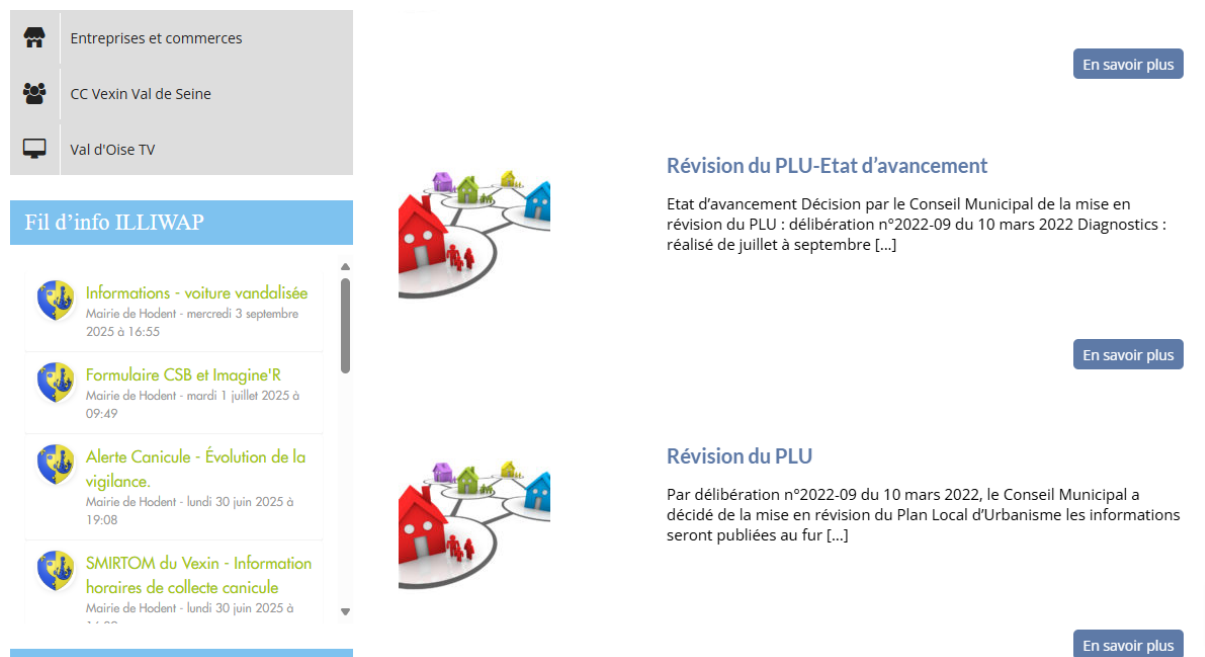 Entreprises et commerces
CC Vexin Val de Seine
Val d'Oise TV
Fil d'info ILLIWAP
Informations - voiture vandalisée
Mairie de Hodent - mercredi 3 septembre
2025 à 16:55
Formulaire CSB et Imagine'R
Mairie de Hodent - mardi 1 juillet 2025 à
09:49
Alerte Canicule - Évolution de la
vigilance.
Mairie de Hodent - lundi 30 juin 2025 à
19:08
SMIRTOM du Vexin - Information
horaires de collecte canicule
Mairie de Hodent - lundi 30 juin 2025 à
En savoir plus
Révision du PLU-Etat d’avancement
Etat d’avancement Décision par le Conseil Municipal de la mise en
révision du PLU : délibération n°2022-09 du 10 mars 2022 Diagnostics :
réalisé de juillet à septembre [...]
En savoir plus
Révision du PLU
Par délibération n°2022-09 du 10 mars 2022, le Conseil Municipal a
décidé de la mise en révision du Plan Local d’Urbanisme les informations
seront publiées au fur [...]
En savoir plus